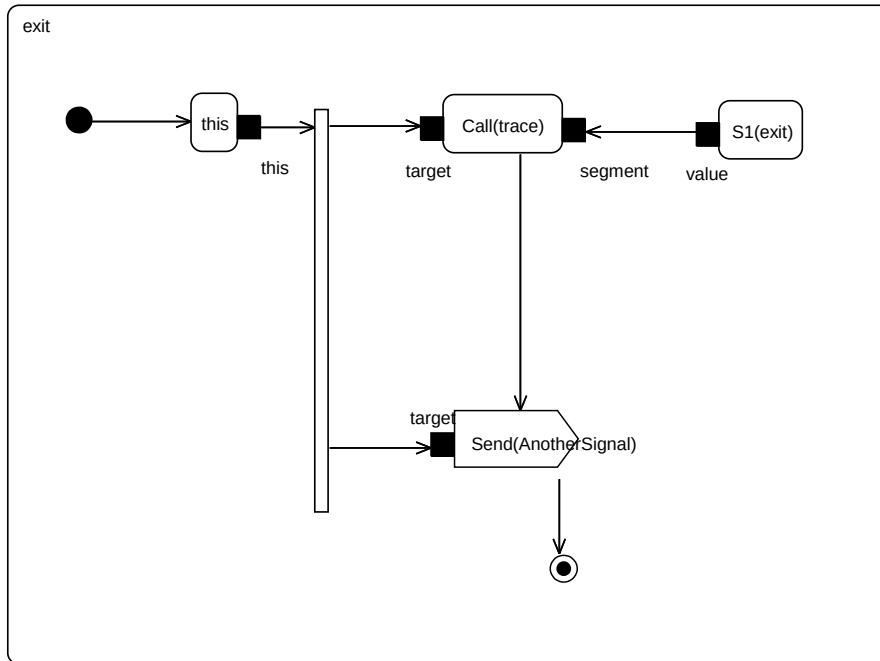 exit
this
Call(trace)
S1(exit)
this
target
segment
value
target
Send(AnotherSignal)